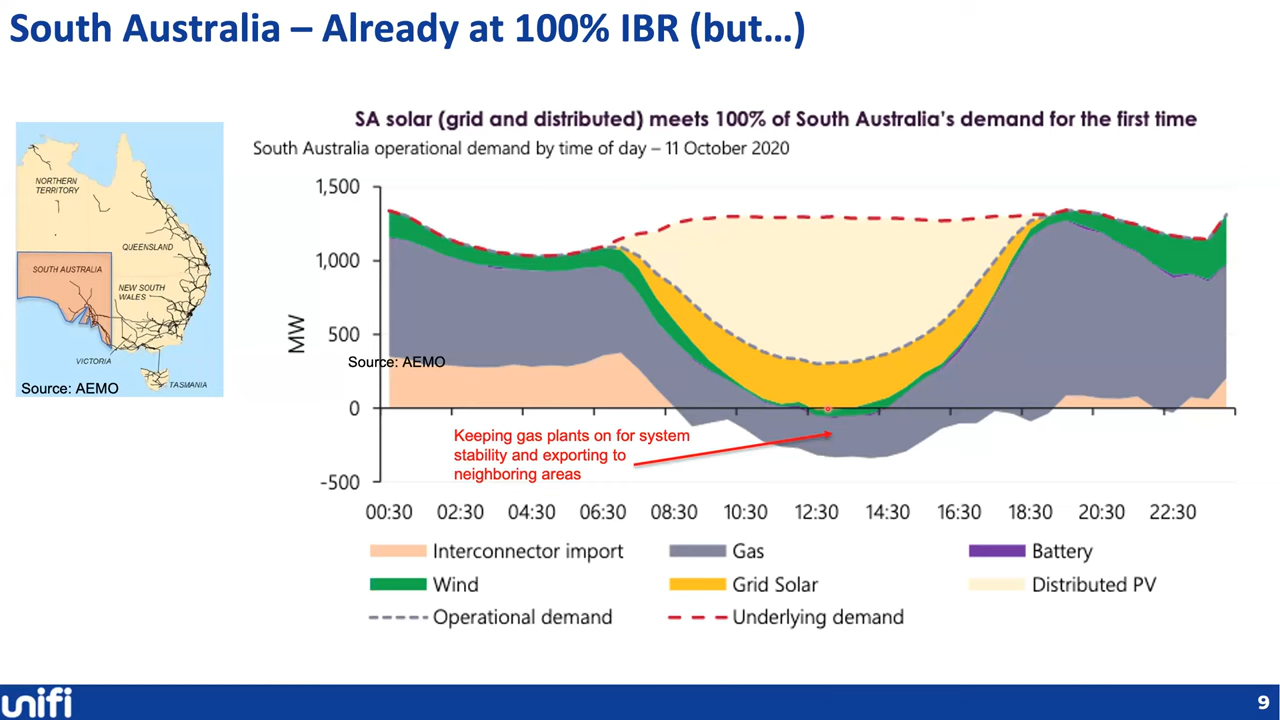 South Australia – Already at 100% IBR (but…)
SA solar (grid and distributed) meets 100% of South Australia's demand for the first time
South Australia operational demand by time of day – 11 October 2020
NORTHERN
TERRITORY
QUEENSLAND
SOUTH AUSTRALIA
NEW SOUTH
WALES
VICTORIA
TASMANIA
Source: AEMO
MW
1,500
1,000
500
0
-500
Source: AEMO
Keeping gas plants on for system
stability and exporting to
neighboring areas
00:30 02:30 04:30 06:30 08:30 10:30 12:30 14:30 16:30 18:30 20:30 22:30
Interconnector import Gas Battery
Wind Grid Solar Distributed PV
Operational demand Underlying demand
unifi
9